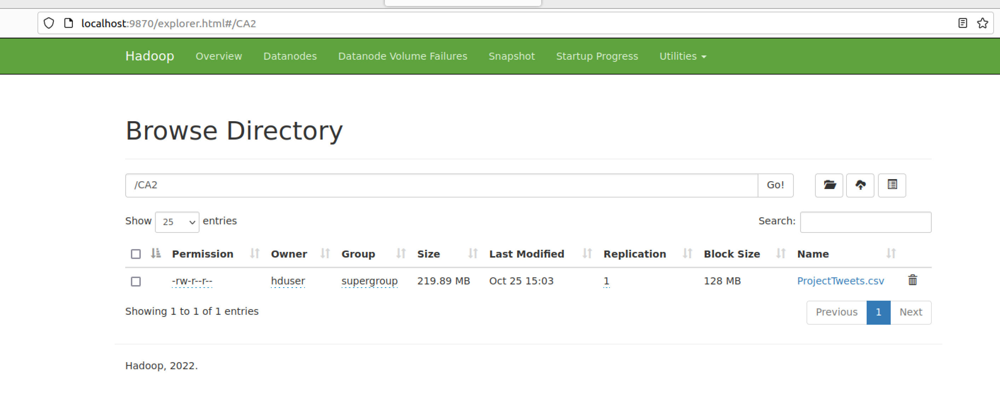 localhost:9870/explorer.html#/CA2
Hadoop Overview Datanodes Datanode Volume Failures Snapshot Startup Progress Utilities
Browse Directory
/CA2 Go!
Show 25 entries Search:
Permission Owner Group Size Last Modified Replication Block Size Name
-rw-r--r-- hduser supergroup 219.89 MB Oct 25 15:03 1 128 MB ProjectTweets.csv
Showing 1 to 1 of 1 entries Previous 1 Next
Hadoop, 2022.